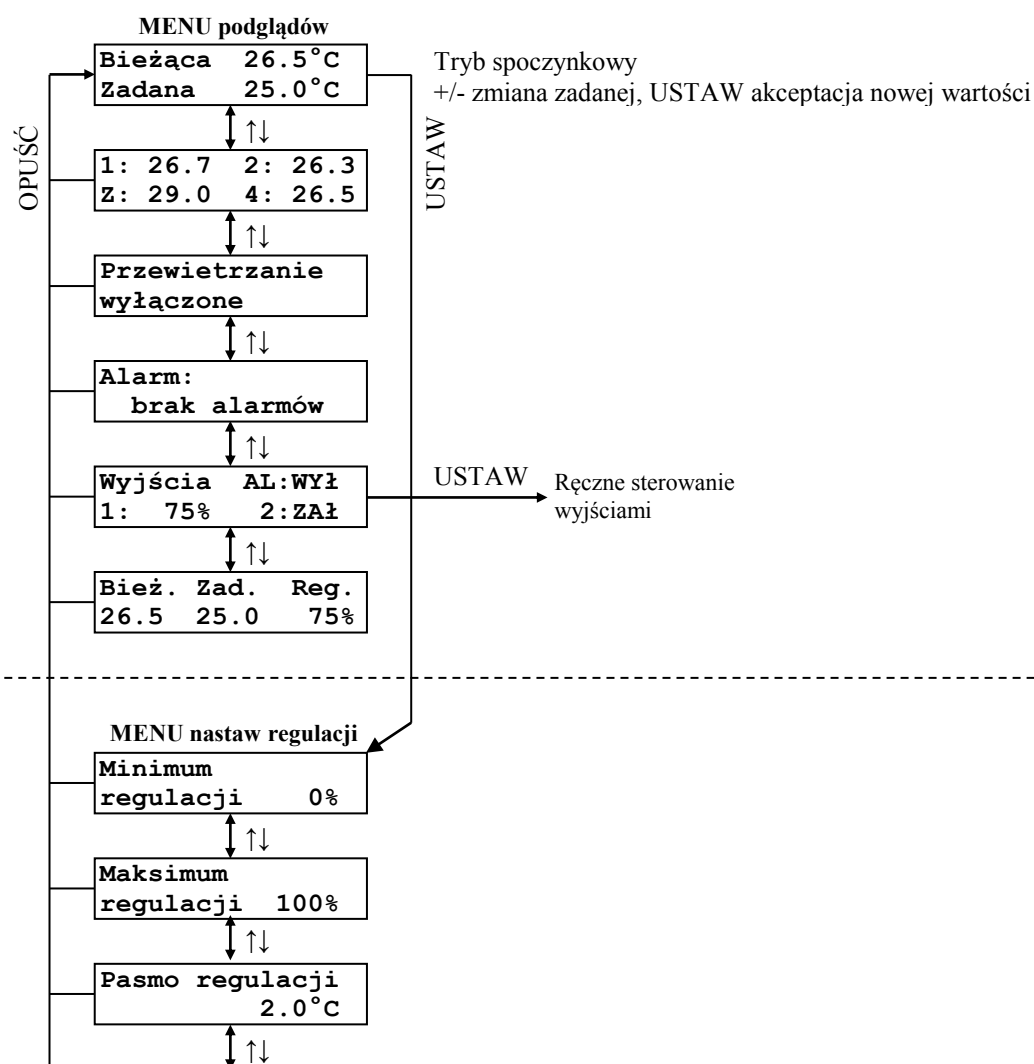 MENU podglądów
Bieżąca 26.5°C
Zadana 25.0°C
Tryb spoczynkowy
+/- zmiana zadanej, USTAW akceptacja nowej wartości
OPUŚĆ
USTAW
↑↓
1: 26.7 2: 26.3
Z: 29.0 4: 26.5
↑↓
Przewietrzanie
wyłączone
↑↓
Alarm:
brak alarmów
↑↓
Wyjścia AL:WYŁ
1: 75% 2:ZAŁ
USTAW
Ręczne sterowanie
wyjściami
↑↓
Bież. Zad. Reg.
26.5 25.0 75%
MENU nastaw regulacji
Minimum
regulacji 0%
↑↓
Maksimum
regulacji 100%
↑↓
Pasmo regulacji
2.0°C
↑↓